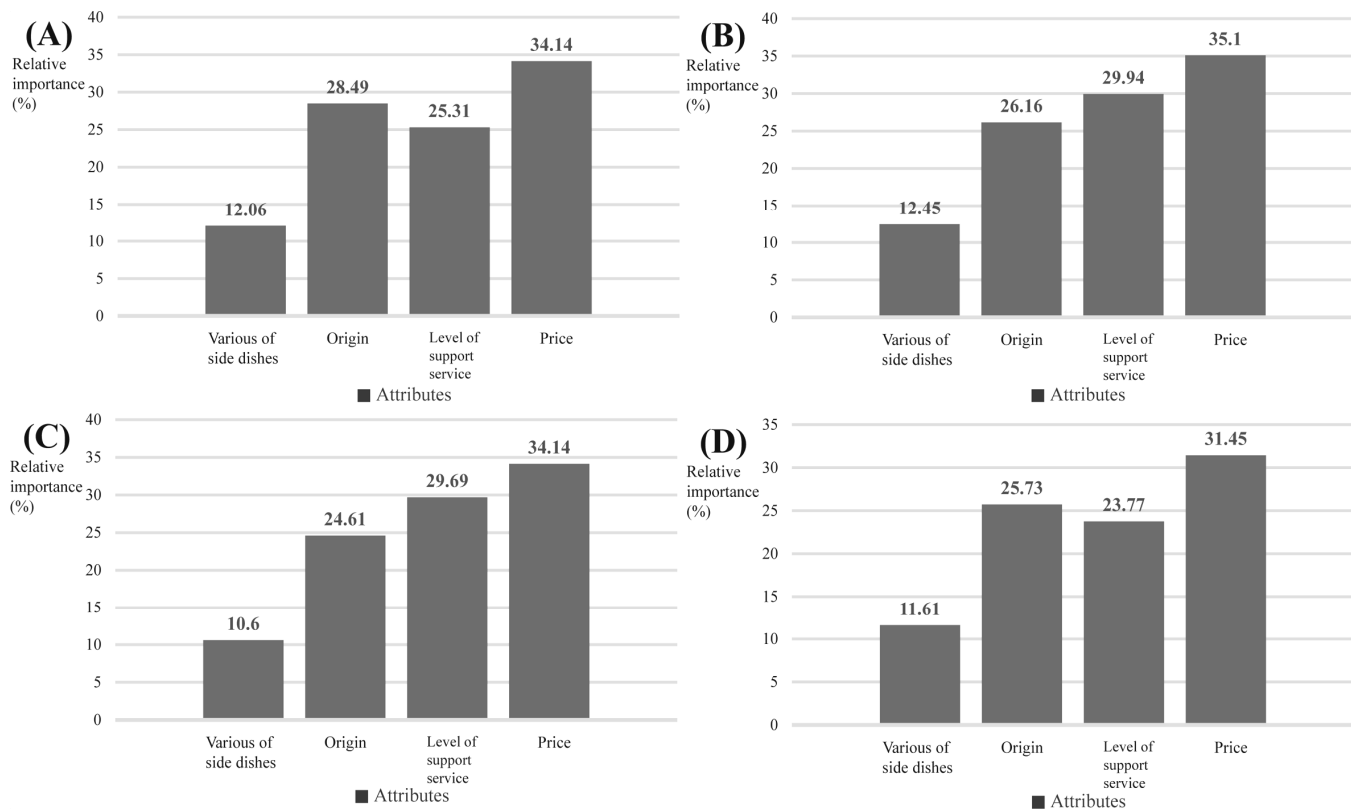 (A)
Relative
importance
(%)
40
35
30
25
20
15
10
5
0
12.06
28.49
25.31
34.14
Various of
side dishes
Origin
Level of
support
service
Price
Attributes
(B)
Relative
importance
(%)
40
35
30
25
20
15
10
5
0
12.45
26.16
29.94
35.1
Various of
side dishes
Origin
Level of
support
service
Price
Attributes
(C)
Relative
importance
(%)
40
35
30
25
20
15
10
5
0
10.6
24.61
29.69
34.14
Various of
side dishes
Origin
Level of
support
service
Price
Attributes
(D)
Relative
importance
(%)
35
30
25
20
15
10
5
0
11.61
25.73
23.77
31.45
Various of
side dishes
Origin
Level of
support
service
Price
Attributes